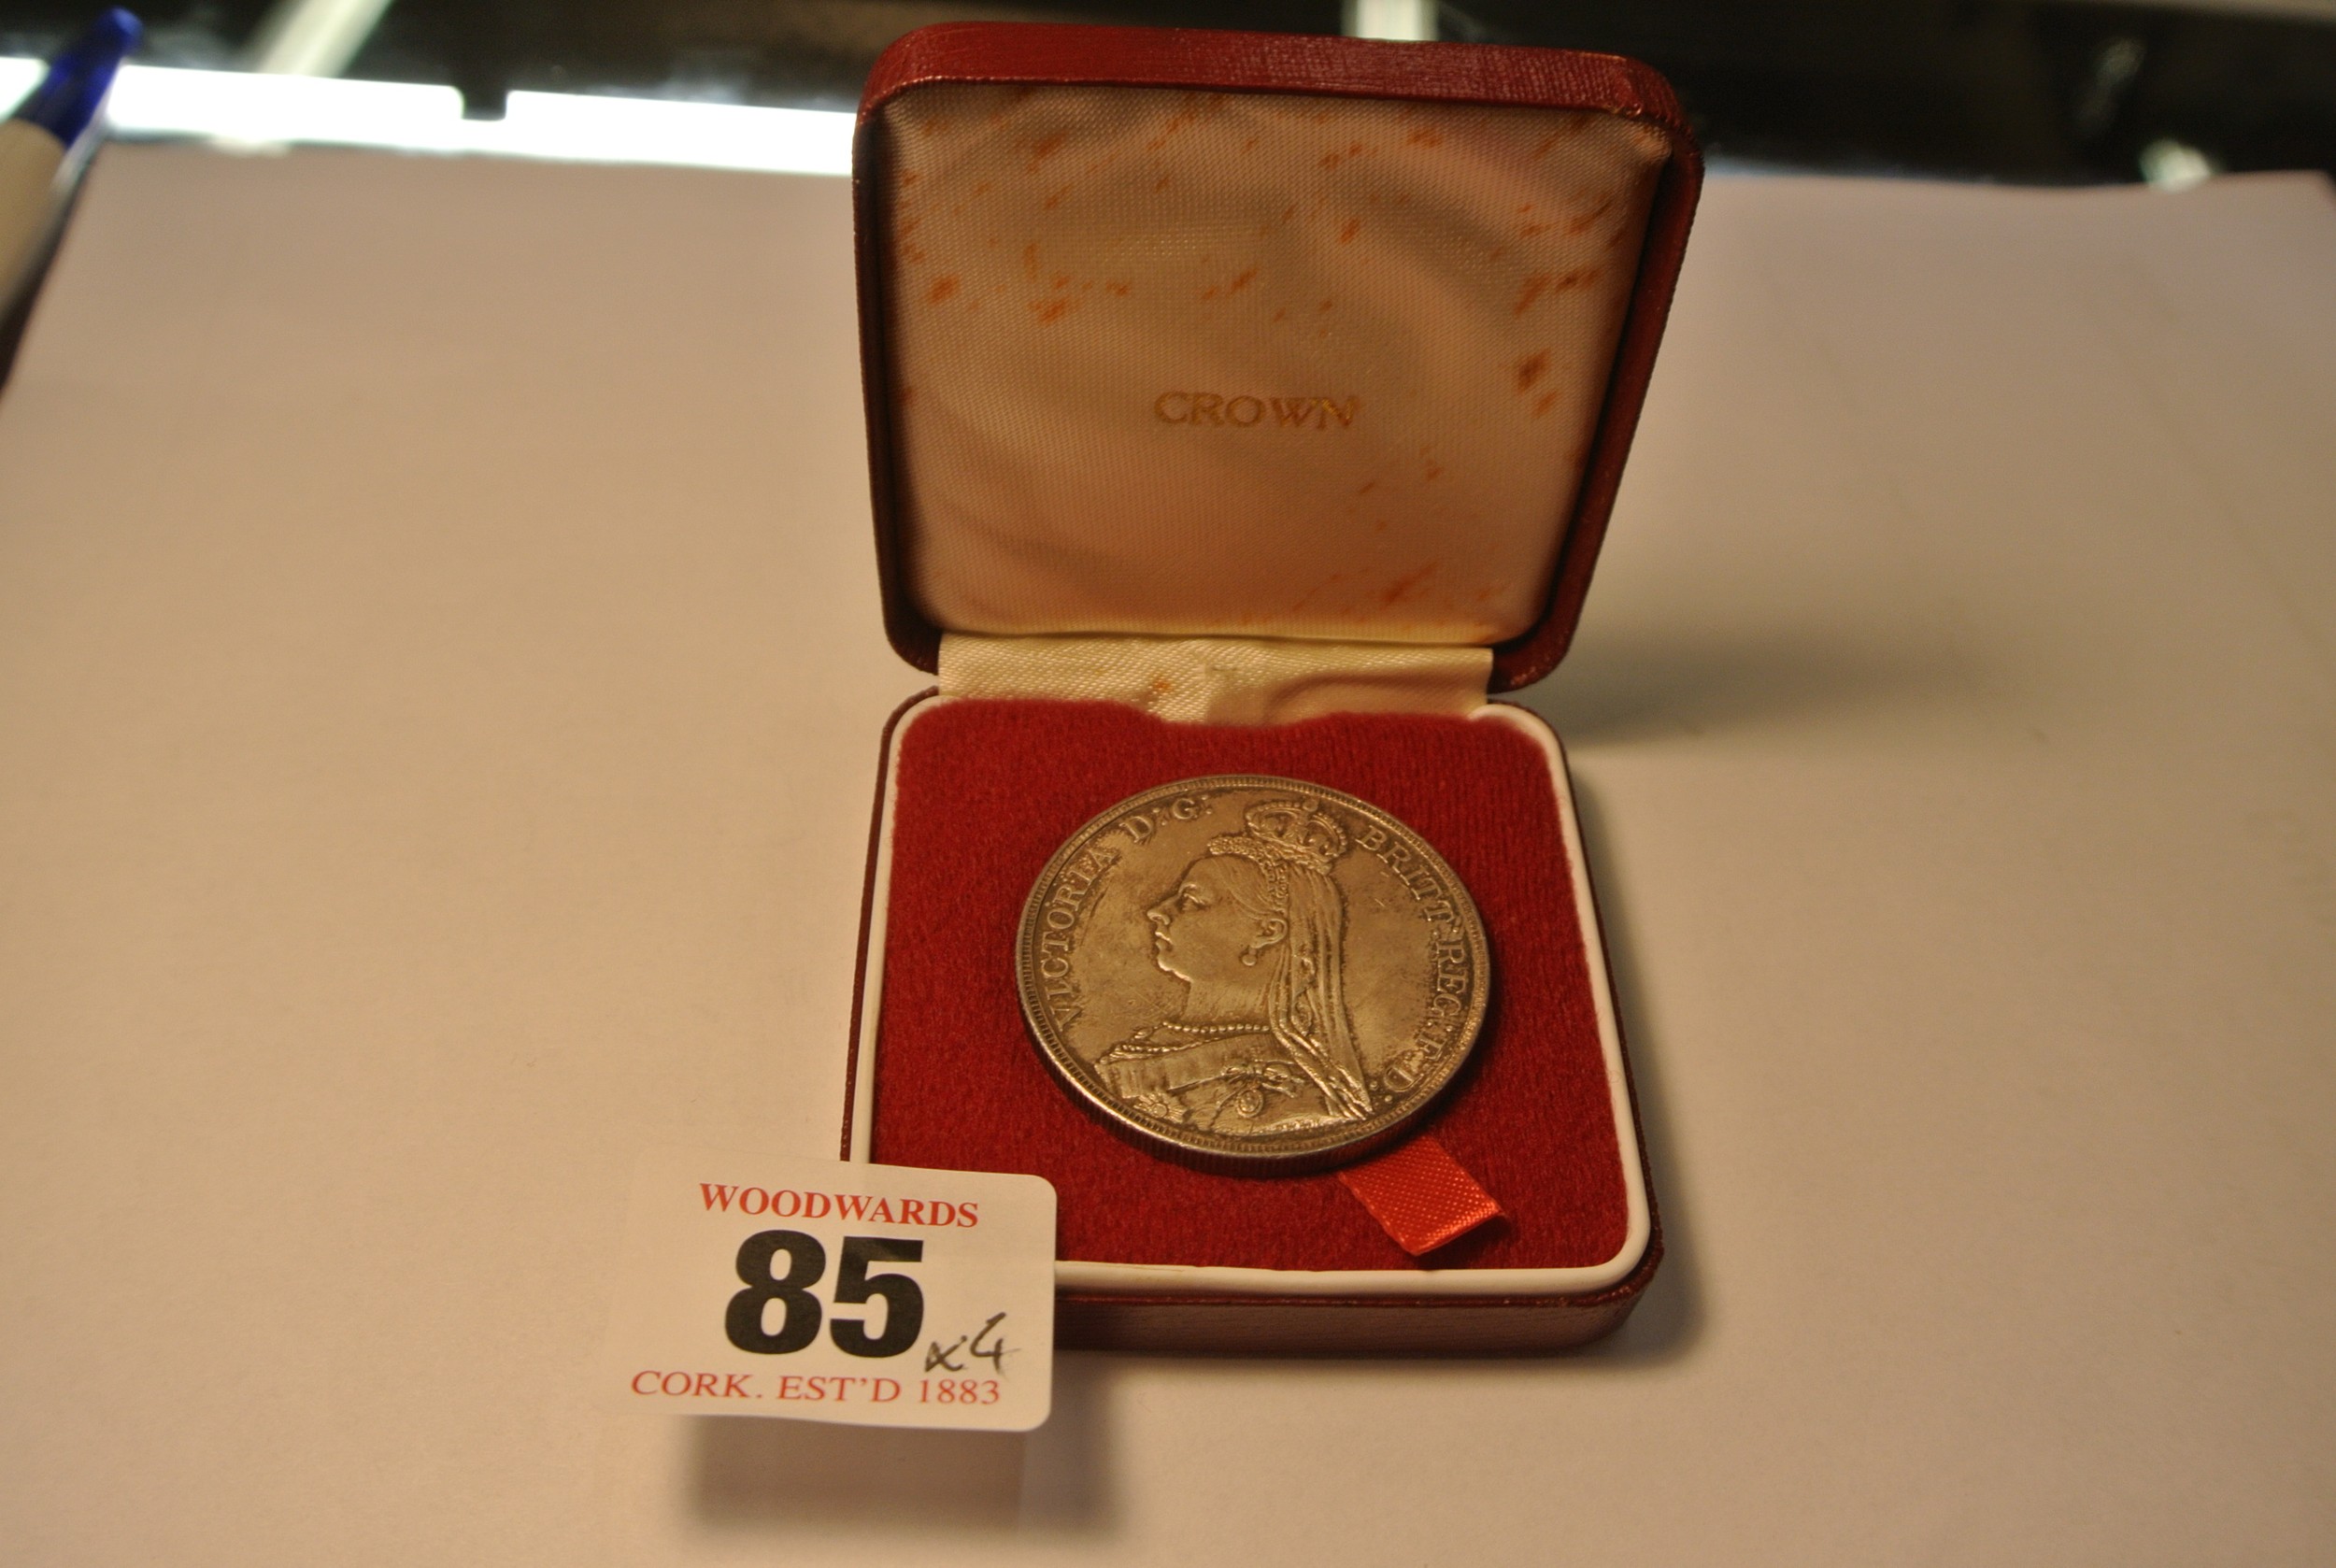 CROWN
VICTORIA D:G: BRITT:REG:F:D:
WOODWARDS
85 x4
CORK. EST'D 1883